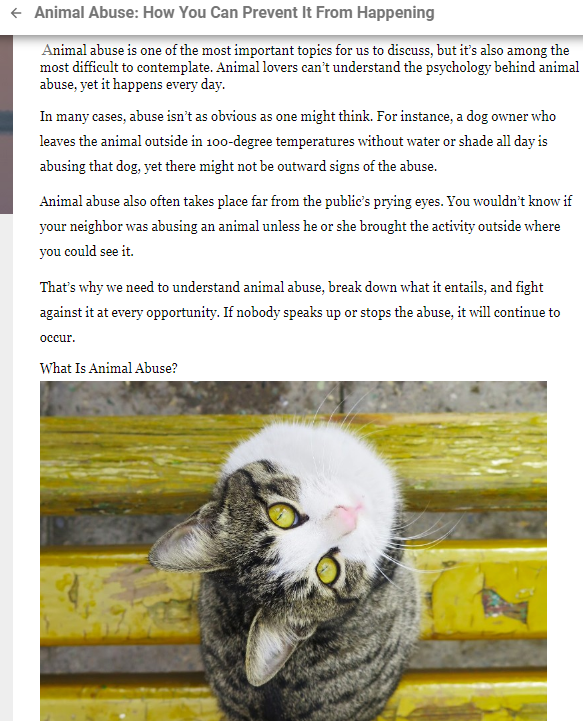 Animal Abuse: How You Can Prevent It From Happening
Animal abuse is one of the most important topics for us to discuss, but it's also among the
most difficult to contemplate. Animal lovers can't understand the psychology behind animal
abuse, yet it happens every day.
In many cases, abuse isn't as obvious as one might think. For instance, a dog owner who
leaves the animal outside in 100-degree temperatures without water or shade all day is
abusing that dog, yet there might not be outward signs of the abuse.
Animal abuse also often takes place far from the public's prying eyes. You wouldn't know if
your neighbor was abusing an animal unless he or she brought the activity outside where
you could see it.
That's why we need to understand animal abuse, break down what it entails, and fight
against it at every opportunity. If nobody speaks up or stops the abuse, it will continue to
occur.
What Is Animal Abuse?